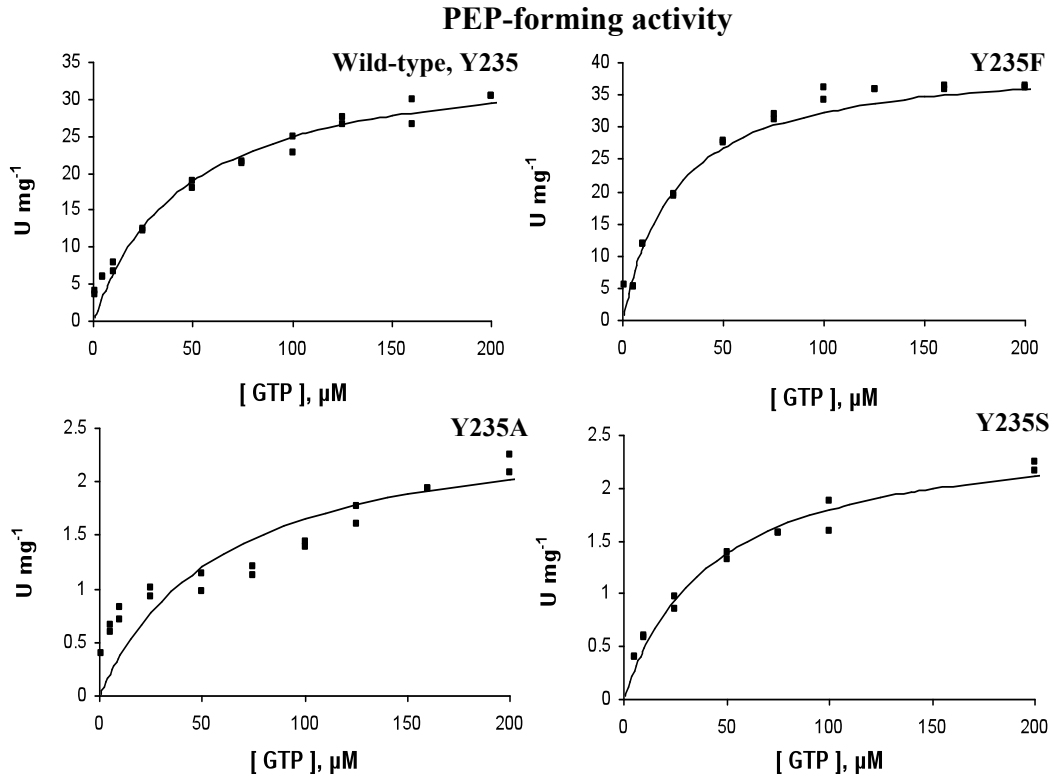 PEP-forming activity
Wild-type, Y235
35
30
25
20
15
10
5
0
U mg-1
0 50 100 150 200
[ GTP ], µM
Y235F
40
35
30
25
20
15
10
5
0
U mg-1
0 50 100 150 200
[ GTP ], µM
Y235A
2.5
2
1.5
1
0.5
0
U mg-1
0 50 100 150 200
[ GTP ], µM
Y235S
2.5
2
1.5
1
0.5
0
U mg-1
0 50 100 150 200
[ GTP ], µM